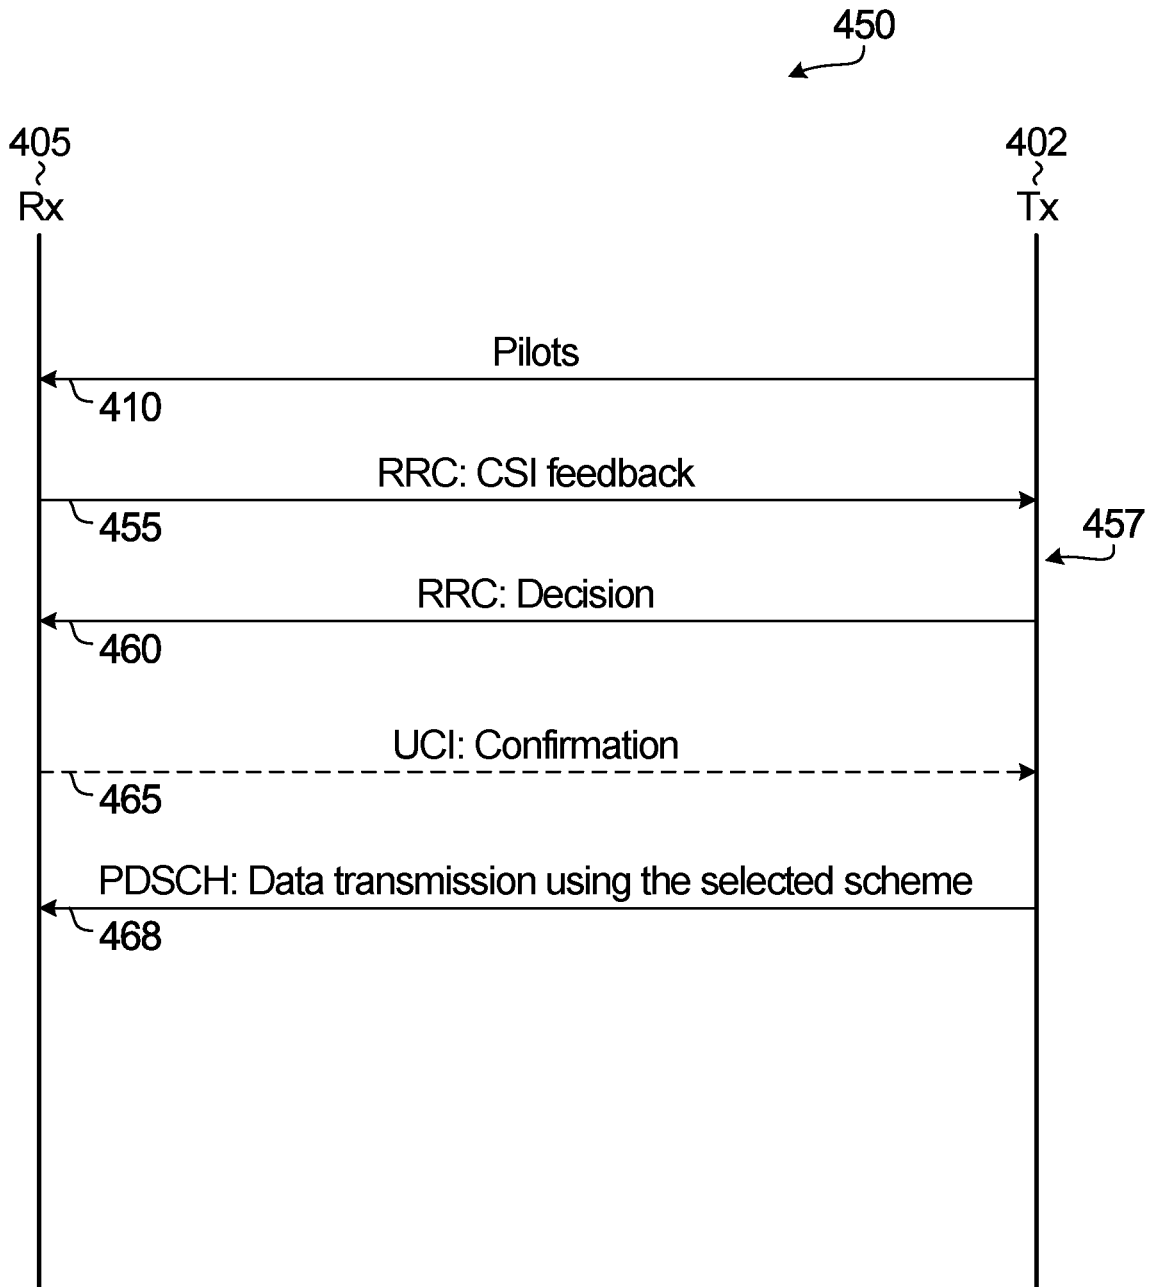 450
405
402
Rx
Tx
Pilots
410
RRC: CSI feedback
455
457
RRC: Decision
460
UCI: Confirmation
465
PDSCH: Data transmission using the selected scheme
468